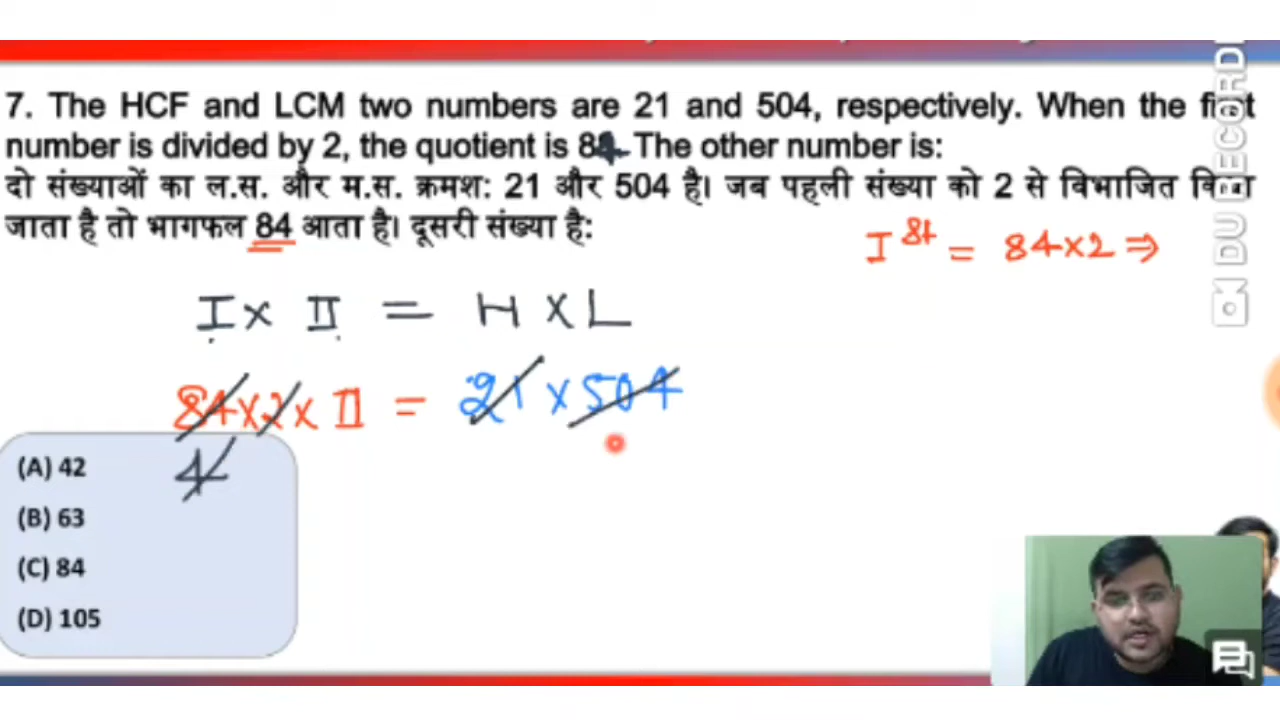 7. The HCF and LCM two numbers are 21 and 504, respectively. When the first
number is divided by 2, the quotient is 84. The other number is:
दो संख्याओं का ल.स. और म.स. क्रमश: 21 और 504 है। जब पहली संख्या को 2 से विभाजित किया
जाता है तो भागफल 84 आता है। दूसरी संख्या है:
I st = 84×2 ⇒
I × II = H × L
84×2× II = 21 × 504
4
(A) 42
(B) 63
(C) 84
(D) 105
DU RECORD